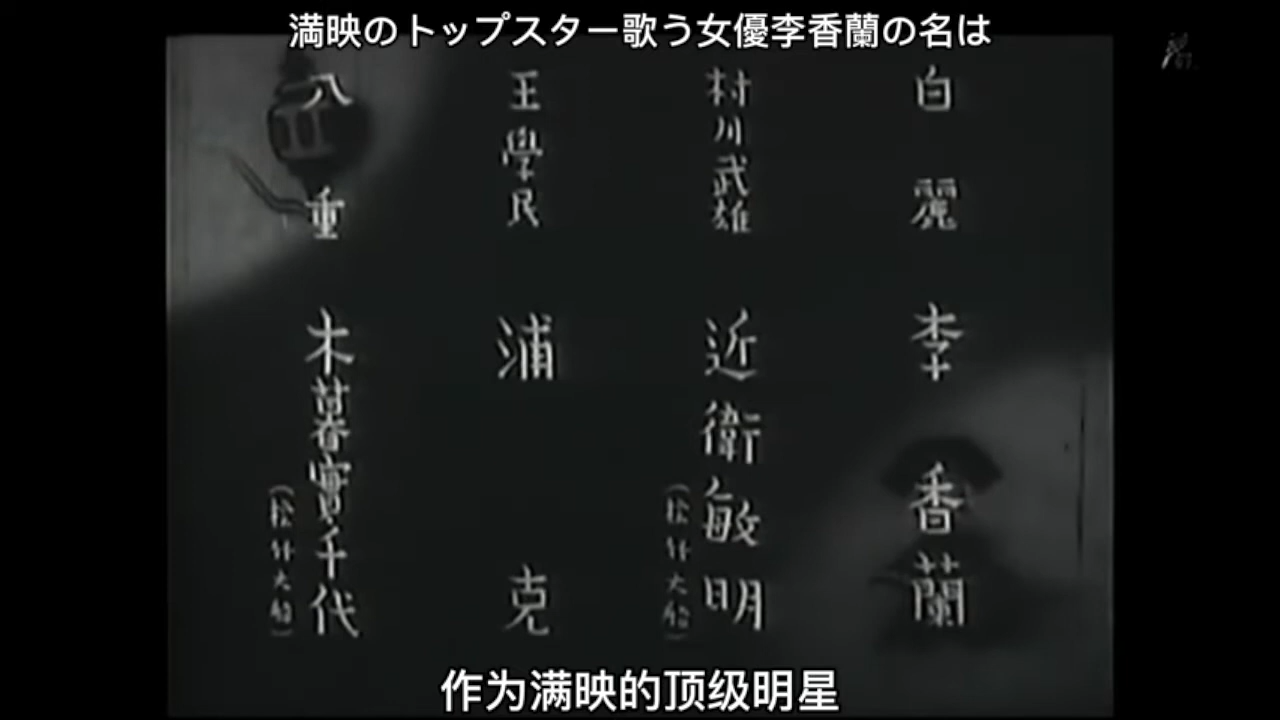 満映のトップスター歌う女優李香蘭の名は
白麗
李香蘭
村川武雄
近衛敏明
(松竹大船)
王學民
浦克
八重
木暮實千代
(松竹大船)
作为满映的顶级明星